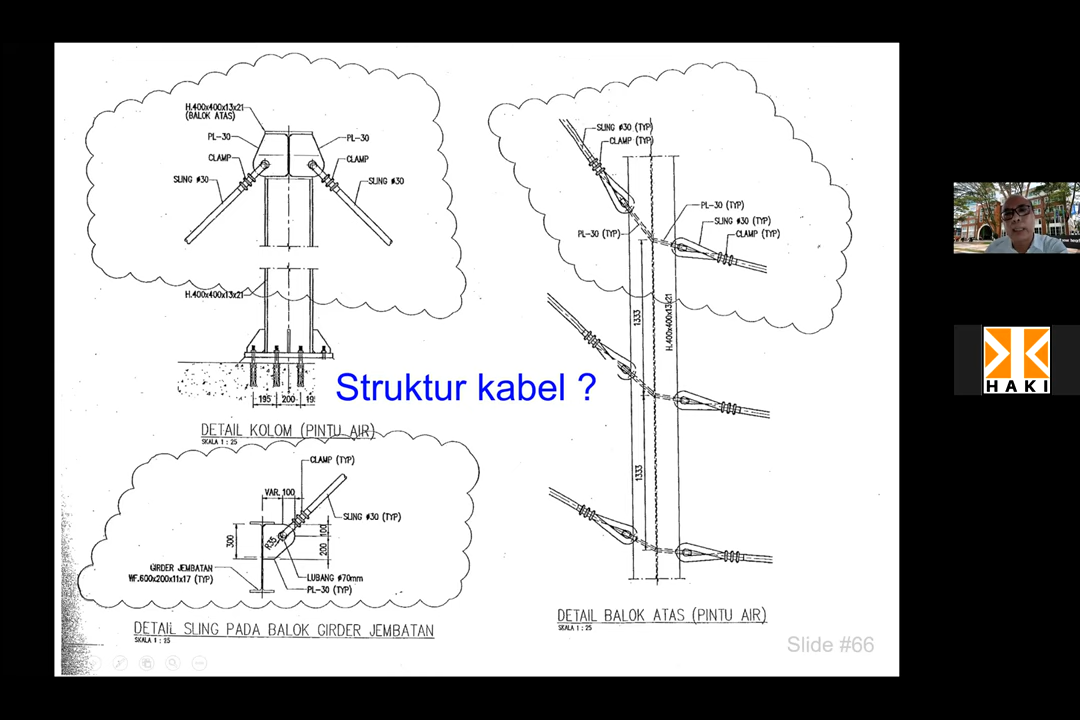 H.400x400x13x21
(BALOK ATAS)
PL-30
PL-30
CLAMP
CLAMP
SLING ø30
SLING ø30
H.400x400x13x21
195
200
19
DETAIL KOLOM (PINTU AIR)
SKALA 1 : 25
Struktur kabel ?
CLAMP (TYP)
VAR.
100
SLING ø30 (TYP)
300
R35
100
200
GIRDER JEMBATAN
WF.600x200x11x17 (TYP)
LUBANG ø70mm
PL-30 (TYP)
DETAIL SLING PADA BALOK GIRDER JEMBATAN
SKALA 1 : 25
SLING ø30 (TYP)
CLAMP (TYP)
PL-30 (TYP)
SLING ø30 (TYP)
PL-30 (TYP)
CLAMP (TYP)
1333
H.400x400x13x21
1333
DETAIL BALOK ATAS (PINTU AIR)
SKALA 1 : 25
Slide #66
HAKI